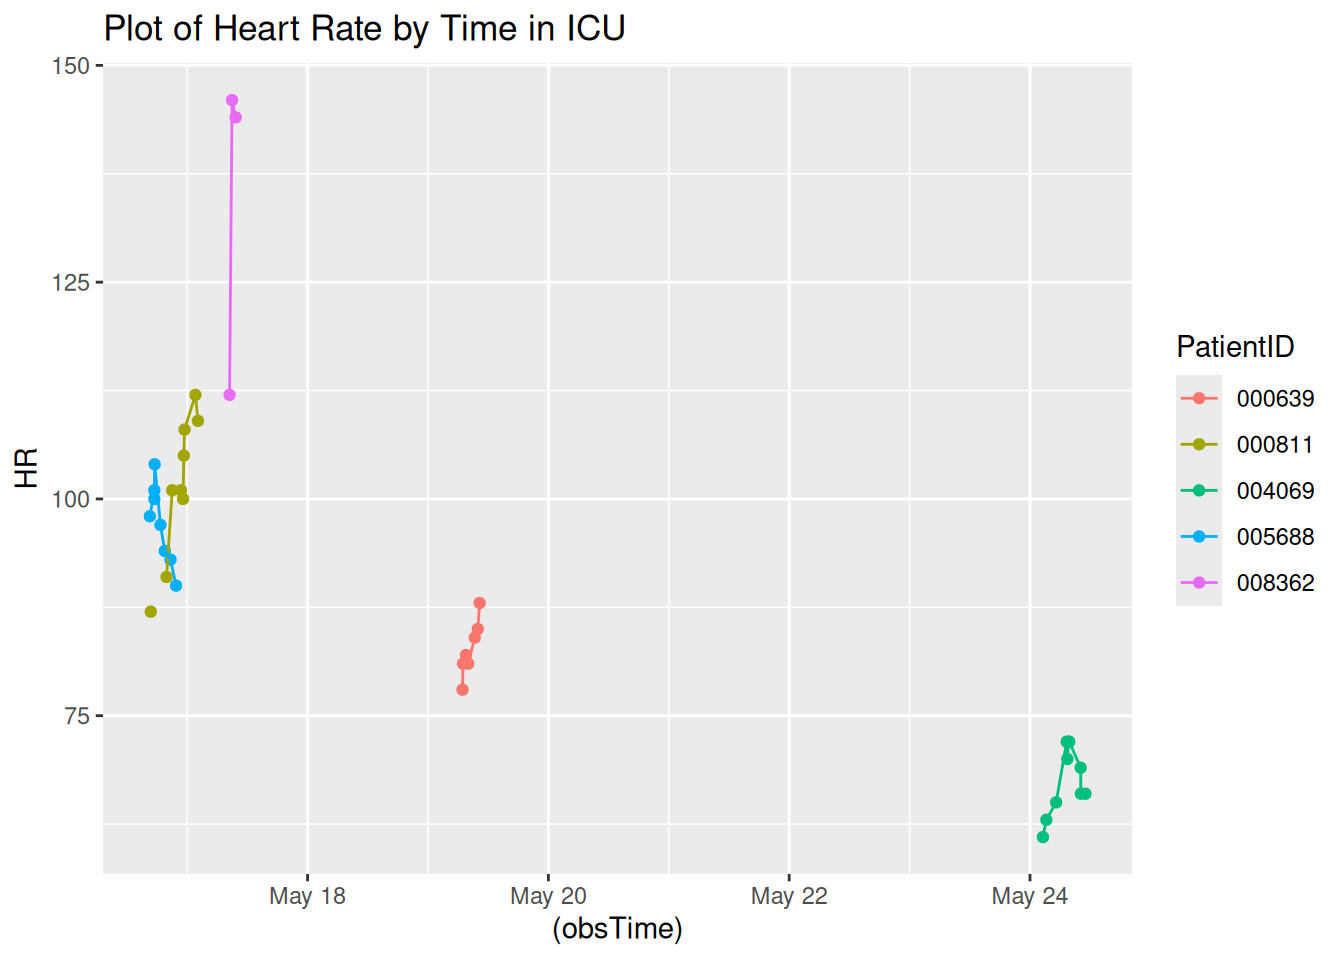 Plot of Heart Rate by Time in ICU
150
125
100
75
HR
May 18
May 20
May 22
May 24
(obsTime)
PatientID
000639
000811
004069
005688
008362